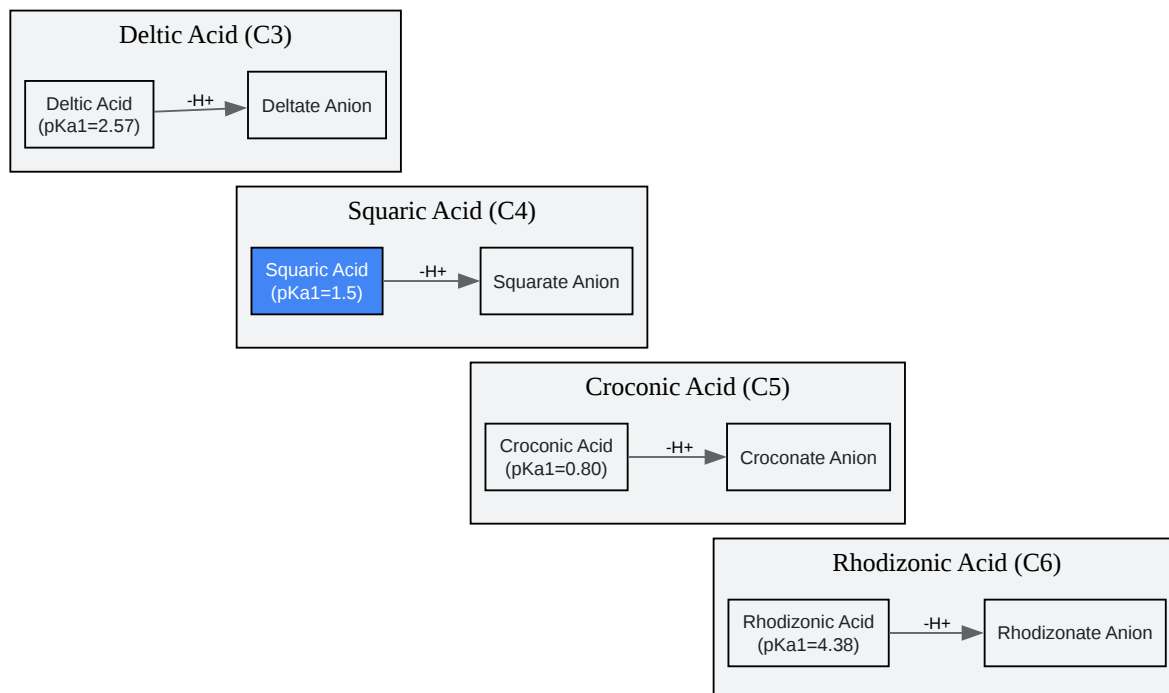 Deltic Acid (C3)
Deltic Acid
(pKa1=2.57)
-H+
Deltate Anion
Squaric Acid (C4)
Squaric Acid
(pKa1=1.5)
-H+
Squarate Anion
Croconic Acid (C5)
Croconic Acid
(pKa1=0.80)
-H+
Croconate Anion
Rhodizonic Acid (C6)
Rhodizonic Acid
(pKa1=4.38)
-H+
Rhodizonate Anion